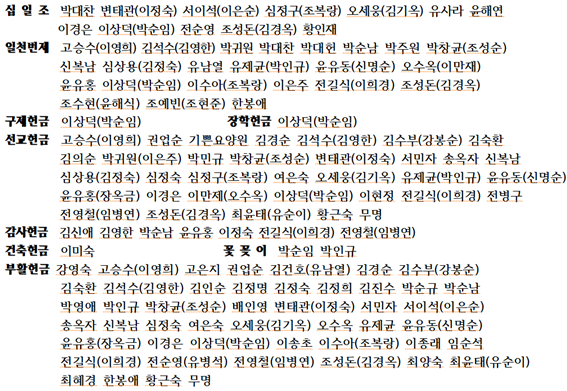 십 일 조 박대찬 변태관(이정숙) 서이석(이은순) 심정구(조복랑) 오세웅(김기옥) 유사라 윤해연
이경은 이상덕(박순임) 전순영 조성돈(김경옥) 황인재
일천번제 고승수(이영희) 김석수(김영한) 박귀원 박대찬 박대헌 박순남 박주원 박창균(조성순)
신복남 심상용(김정숙) 유남열 유제균(박인규) 윤유동(신명순) 오수옥(이만재)
윤유홍 이상덕(박순임) 이수아(조복랑) 이은주 전길식(이희경) 조성돈(김경옥)
조수현(윤해식) 조예빈(조현준) 한봉애
구제헌금 이상덕(박순임) 장학헌금 이상덕(박순임)
선교헌금 고승수(이영희) 권업순 기쁜요양원 김경순 김석수(김영한) 김수부(강봉순) 김숙환
김의순 박귀원(이은주) 박민규 박창균(조성순) 변태관(이정숙) 서민자 송옥자 신복남
심상용(김정숙) 심정숙 심정구(조복랑) 여은숙 오세웅(김기옥) 유제균(박인규) 윤유동(신명순)
윤유홍(장옥금) 이경은 이만제(오수옥) 이상덕(박순임) 이현정 전길식(이희경) 전병구
전영철(임병연) 조성돈(김경옥) 최윤태(유순이) 황근숙 무명
감사헌금 김신애 김영한 박순남 윤유홍 이정숙 전길식(이희경) 전영철(임병연)
건축헌금 이미숙 꽃 꽂 이 박순임 박인규
부활헌금 강영숙 고승수(이영희) 고은지 권업순 김건호(유남열) 김경순 김수부(강봉순)
김숙환 김석수(김영한) 김인순 김정명 김정숙 김정희 김진수 박순규 박순남
박영애 박인규 박창균(조성순) 배인영 변태관(이정숙) 서민자 서이석(이은순)
송옥자 신복남 심정숙 여은숙 오세웅(김기옥) 오수옥 유제균 윤유동(신명순)
윤유홍(장옥금) 이경은 이상덕(박순임) 이송초 이수아(조복랑) 이종래 임순석
전길식(이희경) 전순영(유병석) 전영철(임병연) 조성돈(김경옥) 최양숙 최윤태(유순이)
최혜경 한봉애 황근숙 무명